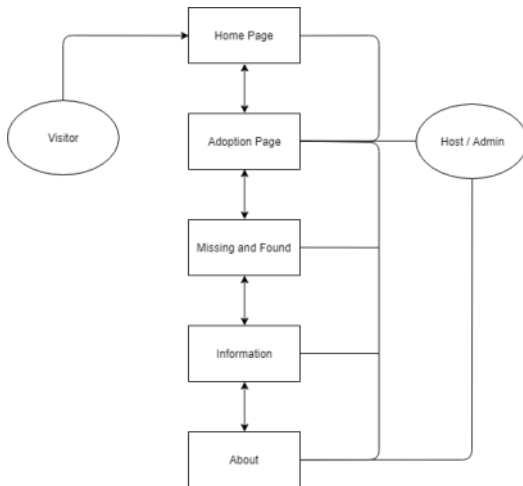 Home Page
Visitor
Adoption Page
Host / Admin
Missing and Found
Information
About